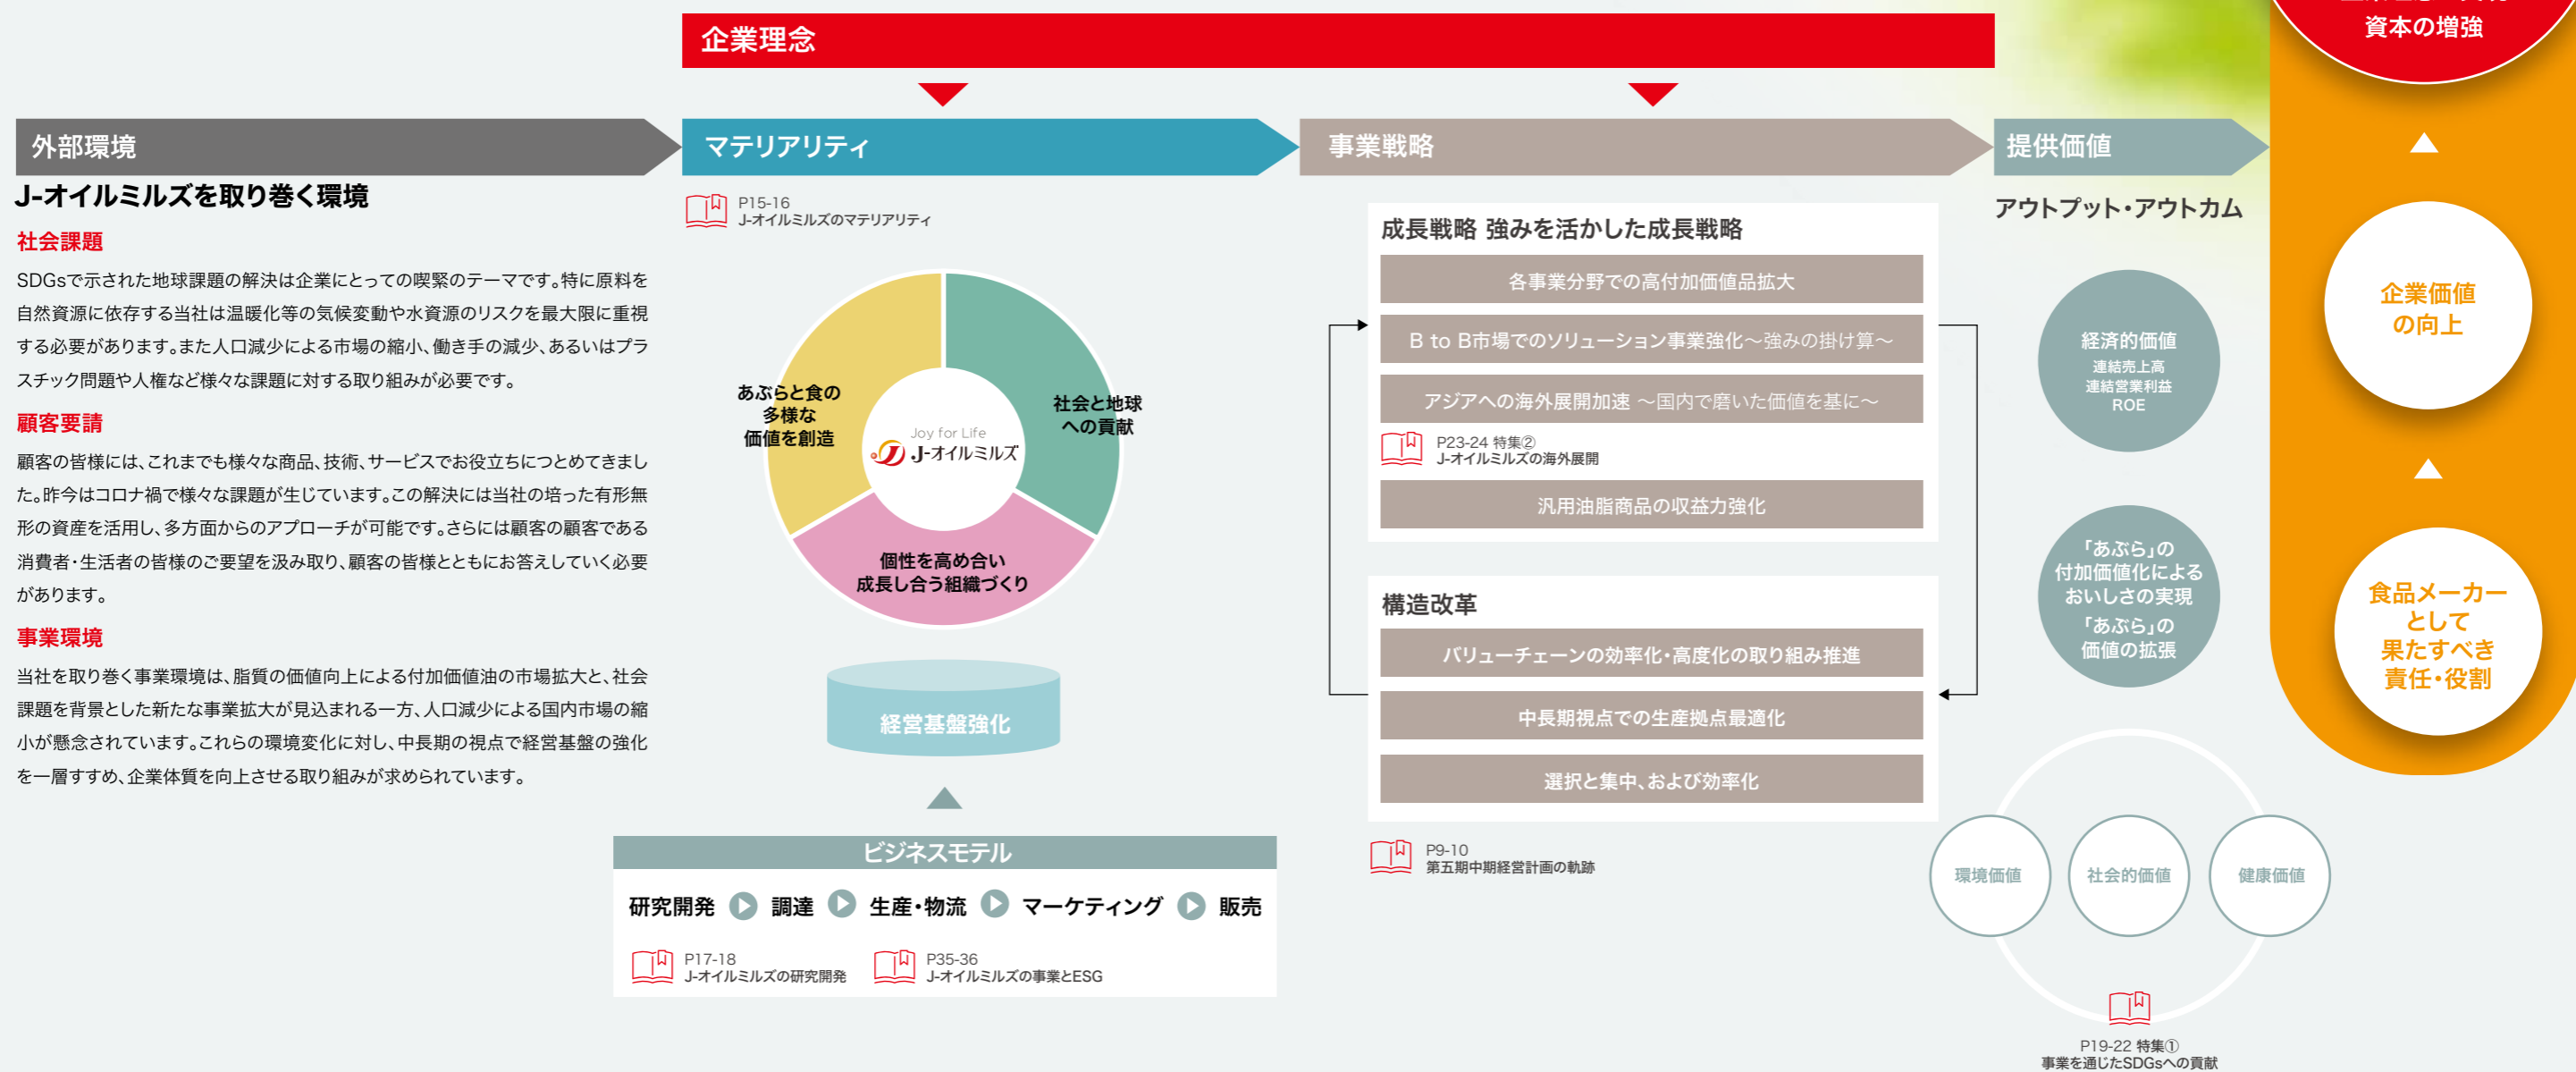 企業理念
資本の増強
外部環境
J-オイルミルズを取り巻く環境
社会課題
SDGsで示された地球課題の解決は企業にとっての喫緊のテーマです。特に原料を
自然資源に依存する当社は温暖化等の気候変動や水資源のリスクを最大限に重視
する必要があります。また人口減少による市場の縮小、働き手の減少、あるいはプラ
スチック問題や人権など様々な課題に対する取り組みが必要です。
顧客要請
顧客の皆様には、これまでも様々な商品、技術、サービスでお役立ちにつとめてきまし
た。昨今はコロナ禍で様々な課題が生じています。この解決には当社の培った有形無
形の資産を活用し、多方面からのアプローチが可能です。さらには顧客の顧客である
消費者・生活者の皆様のご要望を汲み取り、顧客の皆様とともにお答えしていく必要
があります。
事業環境
当社を取り巻く事業環境は、脂質の価値向上による付加価値油の市場拡大と、社会
課題を背景とした新たな事業拡大が見込まれる一方、人口減少による国内市場の縮
小が懸念されています。これらの環境変化に対し、中長期の視点で経営基盤の強化
を一層すすめ、企業体質を向上させる取り組みが求められています。
マテリアリティ
P15-16
J-オイルミルズのマテリアリティ
あぶらと食の
多様な
価値を創造
社会と地球
への貢献
Joy for Life
J-オイルミルズ
個性を高め合い
成長し合う組織づくり
経営基盤強化
ビジネスモデル
研究開発 調達 生産・物流 マーケティング 販売
P17-18
J-オイルミルズの研究開発
P35-36
J-オイルミルズの事業とESG
事業戦略
成長戦略 強みを活かした成長戦略
各事業分野での高付加価値品拡大
B to B市場でのソリューション事業強化～強みの掛け算～
アジアへの海外展開加速 ～国内で磨いた価値を基に～
P23-24 特集②
J-オイルミルズの海外展開
汎用油脂商品の収益力強化
構造改革
バリューチェーンの効率化・高度化の取り組み推進
中長期視点での生産拠点最適化
選択と集中、および効率化
P9-10
第五期中期経営計画の軌跡
提供価値
アウトプット・アウトカム
経済的価値
連結売上高
連結営業利益
ROE
「あぶら」の
付加価値化による
おいしさの実現
「あぶら」の
価値の拡張
環境価値
社会的価値
健康価値
P19-22 特集①
事業を通じたSDGsへの貢献
企業価値
の向上
食品メーカー
として
果たすべき
責任・役割